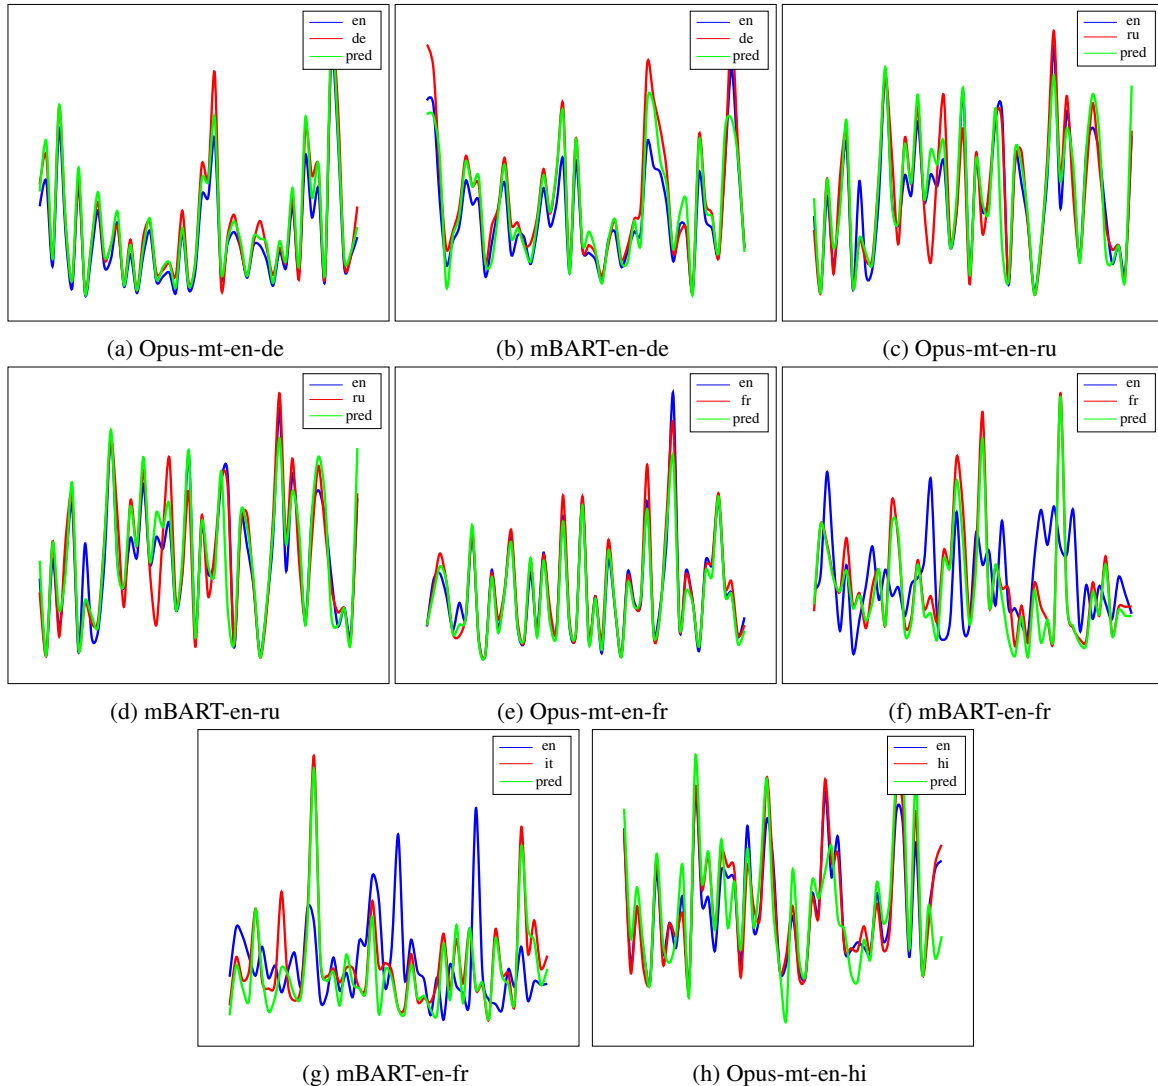 en
de
pred
(a) Opus-mt-en-de
en
de
pred
(b) mBART-en-de
en
ru
pred
(c) Opus-mt-en-ru
en
ru
pred
(d) mBART-en-ru
en
fr
pred
(e) Opus-mt-en-fr
en
fr
pred
(f) mBART-en-fr
en
it
pred
(g) mBART-en-fr
en
hi
pred
(h) Opus-mt-en-hi